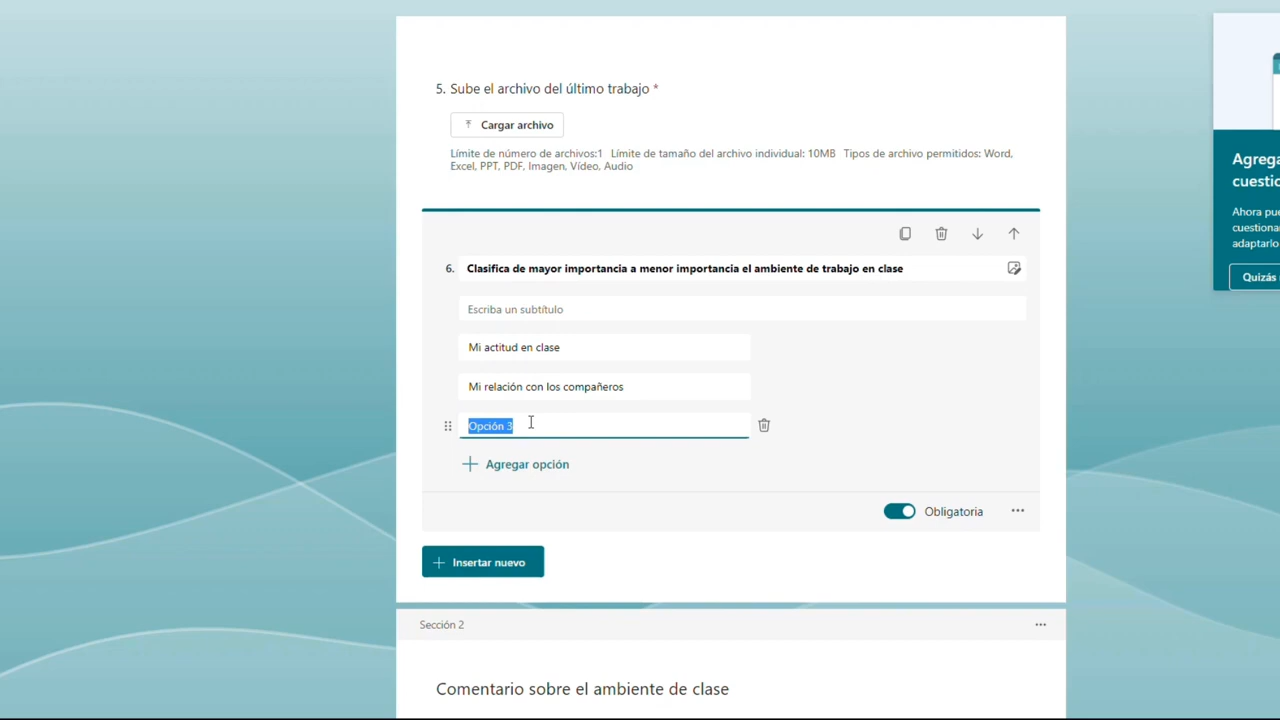 5. Sube el archivo del último trabajo *
Cargar archivo
Límite de número de archivos:1 Límite de tamaño del archivo individual: 10MB Tipos de archivo permitidos: Word,
Excel, PPT, PDF, Imagen, Vídeo, Audio
6. Clasifica de mayor importancia a menor importancia el ambiente de trabajo en clase
Escriba un subtítulo
Mi actitud en clase
Mi relación con los compañeros
Opción 3
Agregar opción
Obligatoria
Insertar nuevo
Sección 2
Comentario sobre el ambiente de clase
Agrega
cuestio
Ahora pue
cuestiona
adaptarlo
Quizás